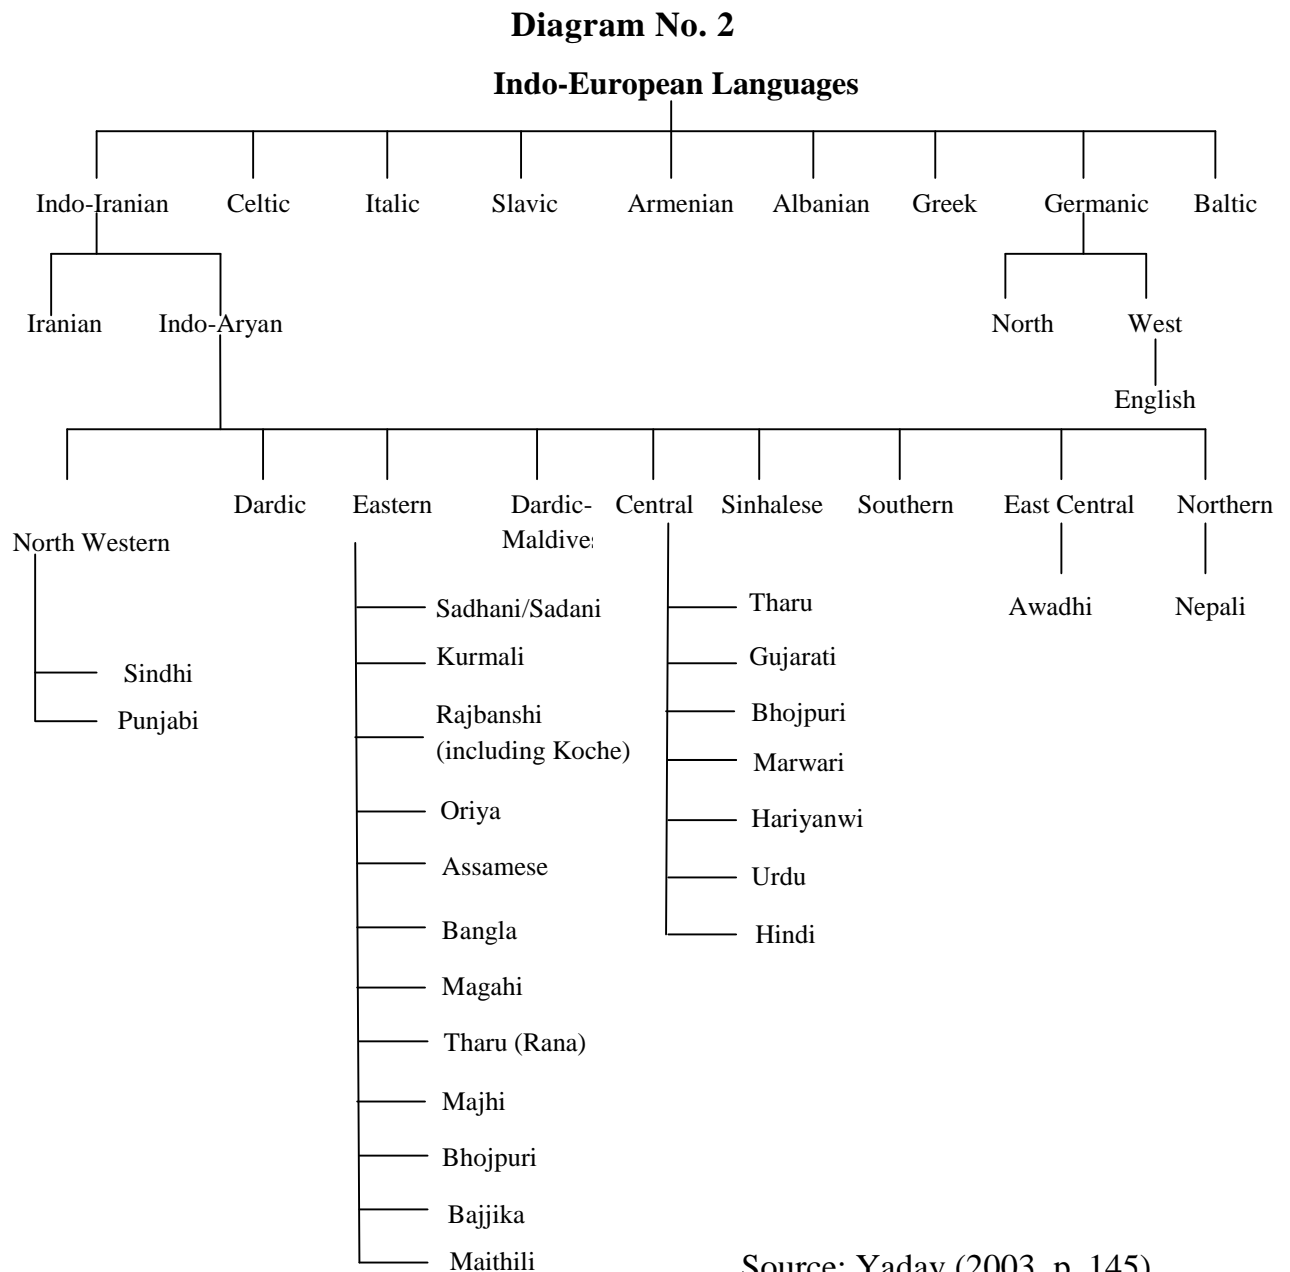 Diagram No. 2
Indo-European Languages
Indo-Iranian Celtic Italic Slavic Armenian Albanian Greek Germanic Baltic
Iranian Indo-Aryan North West
English
Dardic Eastern Dardic- Central Sinhalese Southern East Central Northern
North Western Maldives
Sadhani/Sadani Tharu Awadhi Nepali
Kurmali Gujarati
Sindhi
Rajbanshi Bhojpuri
Punjabi
(including Koche) Marwari
Oriya Hariyanwi
Assamese Urdu
Bangla Hindi
Magahi
Tharu (Rana)
Majhi
Bhojpuri
Bajjika
Maithili
Source: Yadav (2003, p. 145)